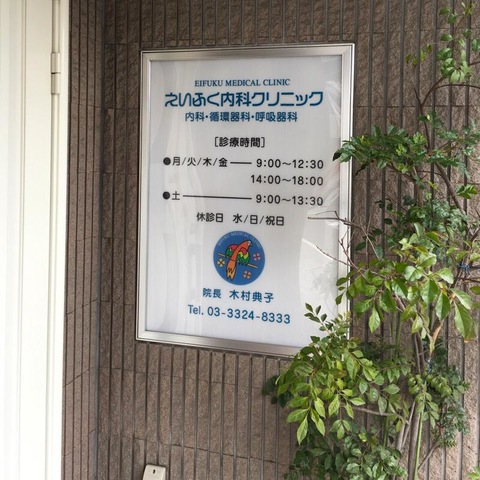 EIFUKU MEDICAL CLINIC
えいふく内科クリニック
内科・循環器科・呼吸器科
[診療時間]
●月/火/木/金 ── 9:00～12:30
14:00～18:00
●土 ──── 9:00～13:30
休診日 水/日/祝日
院長 木村典子
Tel. 03-3324-8333